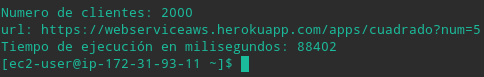 Numero de clientes: 2000
url: https://webserviceaws.herokuapp.com/apps/cuadrado?num=5
Tiempo de ejecución en milisegundos: 88402
[ec2-user@ip-172-31-93-11 ~]$